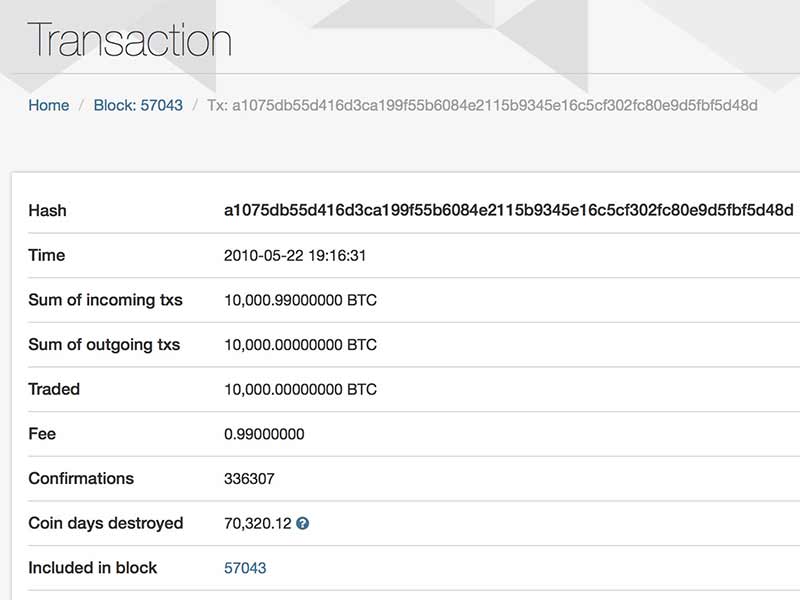 Transaction
Home / Block: 57043 / Tx: a1075db55d416d3ca199f55b6084e2115b9345e16c5cf302fc80e9d5fbf5d48d
Hash a1075db55d416d3ca199f55b6084e2115b9345e16c5cf302fc80e9d5fbf5d48d
Time 2010-05-22 19:16:31
Sum of incoming txs 10,000.99000000 BTC
Sum of outgoing txs 10,000.00000000 BTC
Traded 10,000.00000000 BTC
Fee 0.99000000
Confirmations 336307
Coin days destroyed 70,320.12 ?
Included in block 57043